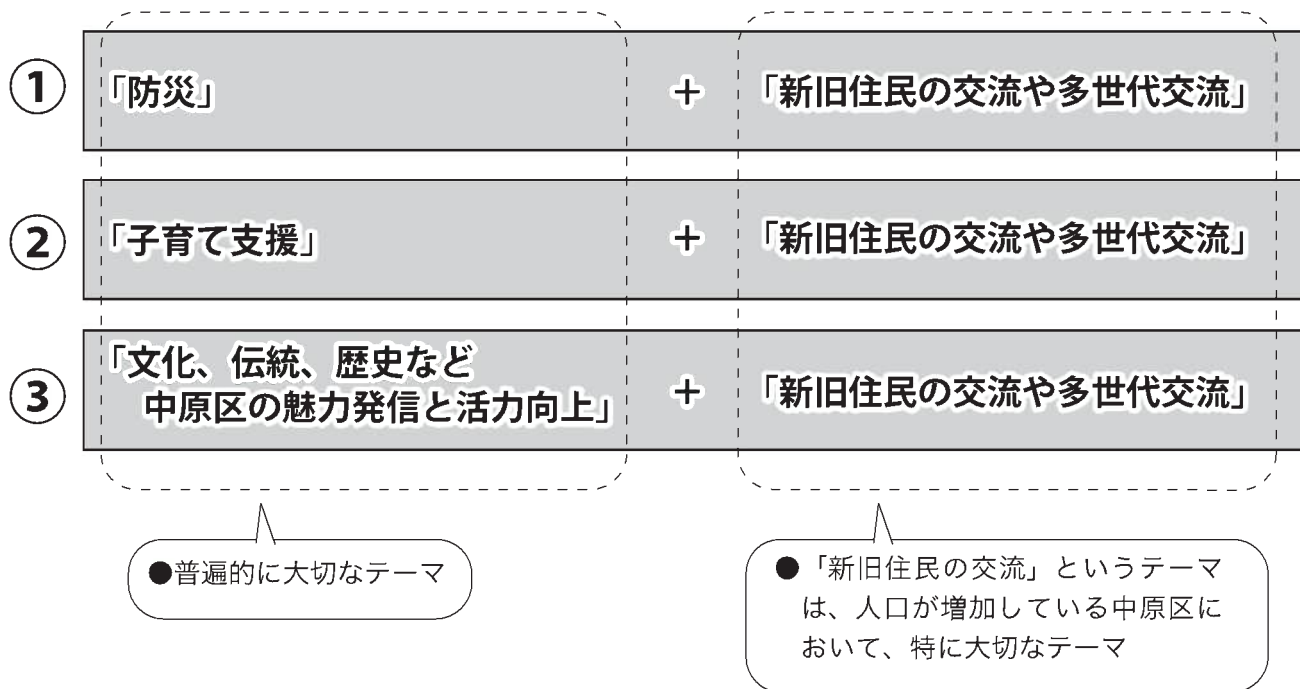 ① 「防災」 + 「新旧住民の交流や多世代交流」
② 「子育て支援」 + 「新旧住民の交流や多世代交流」
③ 「文化、伝統、歴史など
中原区の魅力発信と活力向上」 + 「新旧住民の交流や多世代交流」
●普遍的に大切なテーマ
●「新旧住民の交流」というテーマ
は、人口が増加している中原区に
おいて、特に大切なテーマ